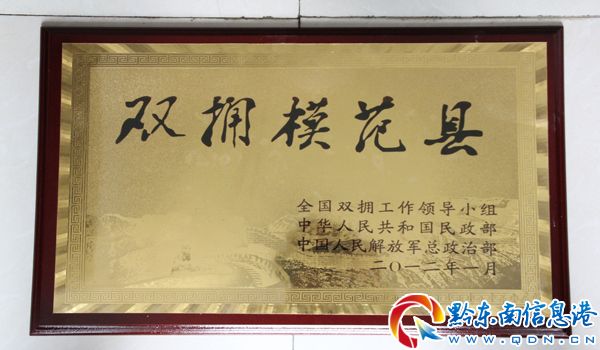 双拥模范县
全国双拥工作领导小组
中华人民共和国民政部
中国人民解放军总政治部
二〇一二年一月
黔东南信息港
WWW.QDN.CN